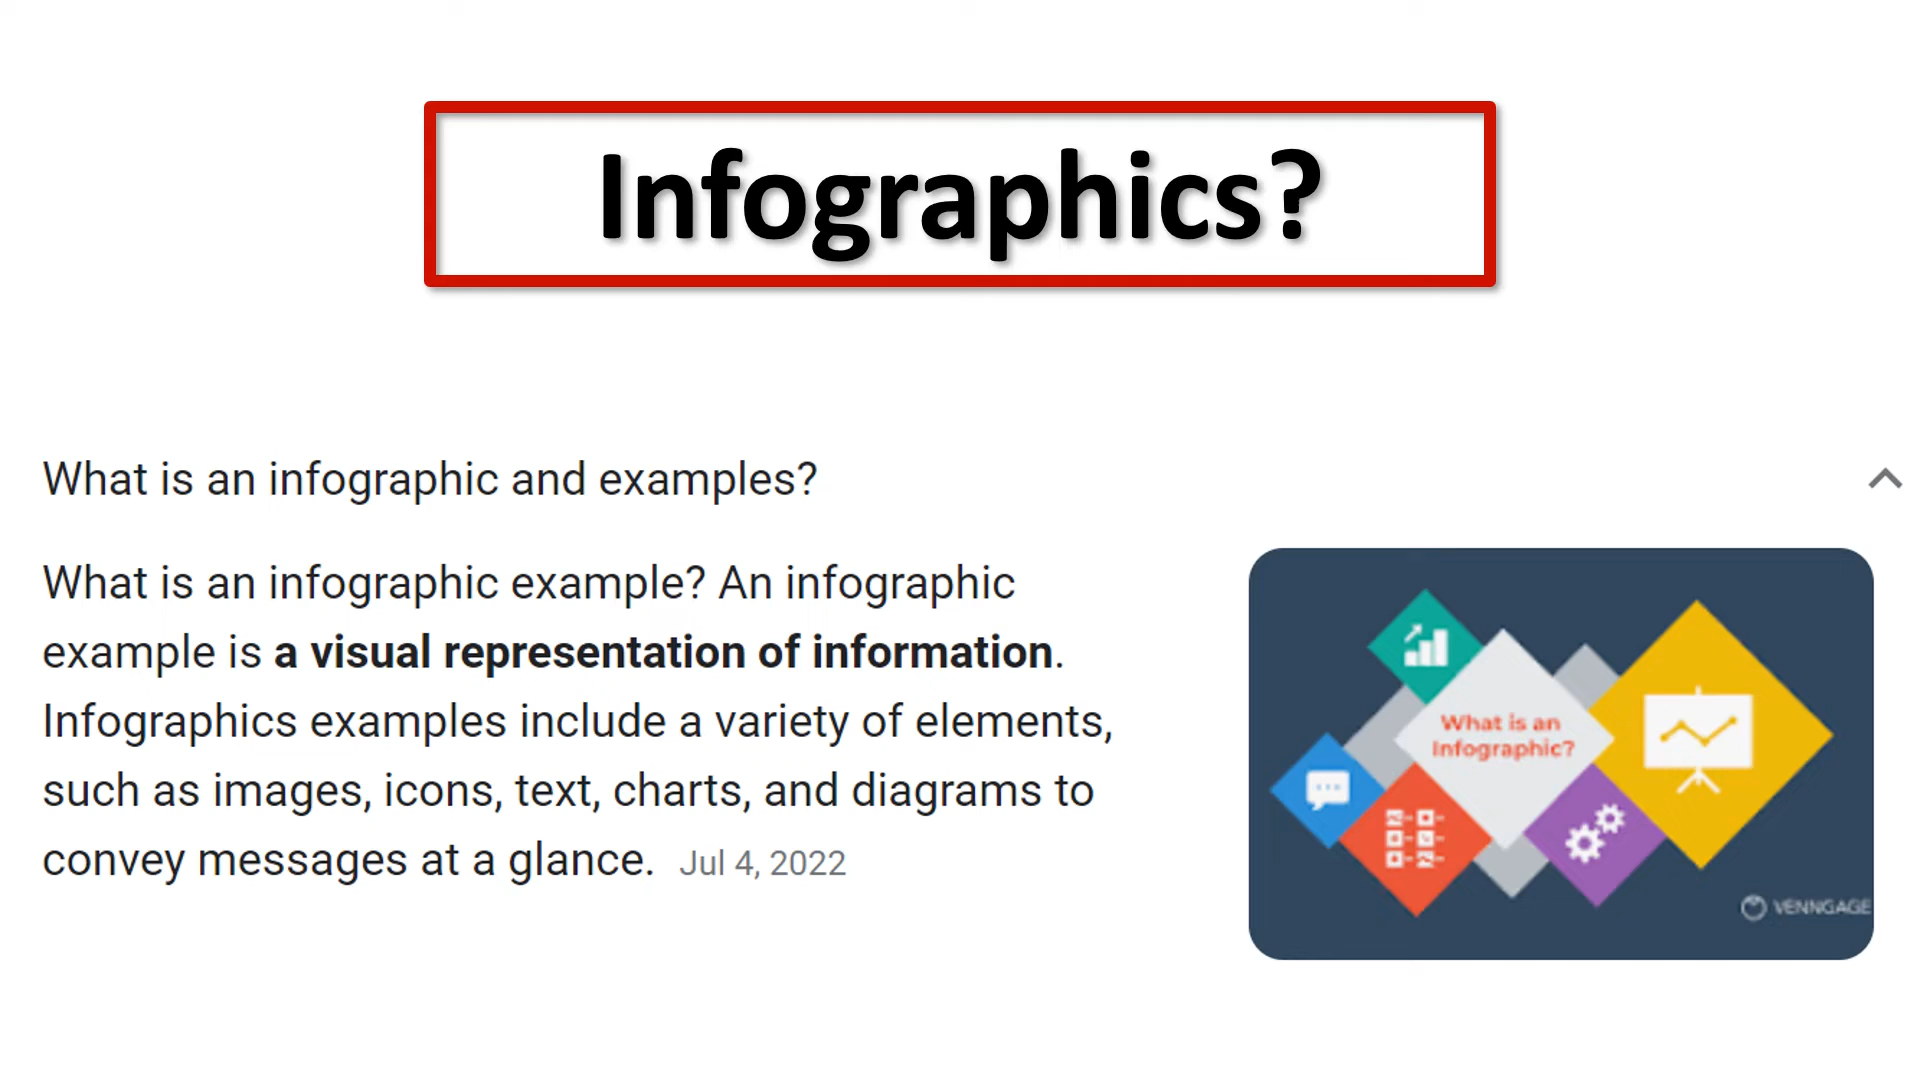 Infographics?
What is an infographic and examples?
What is an infographic example? An infographic
example is a visual representation of information.
Infographics examples include a variety of elements,
such as images, icons, text, charts, and diagrams to
convey messages at a glance. Jul 4, 2022
What is an
Infographic?
VENNGAGE